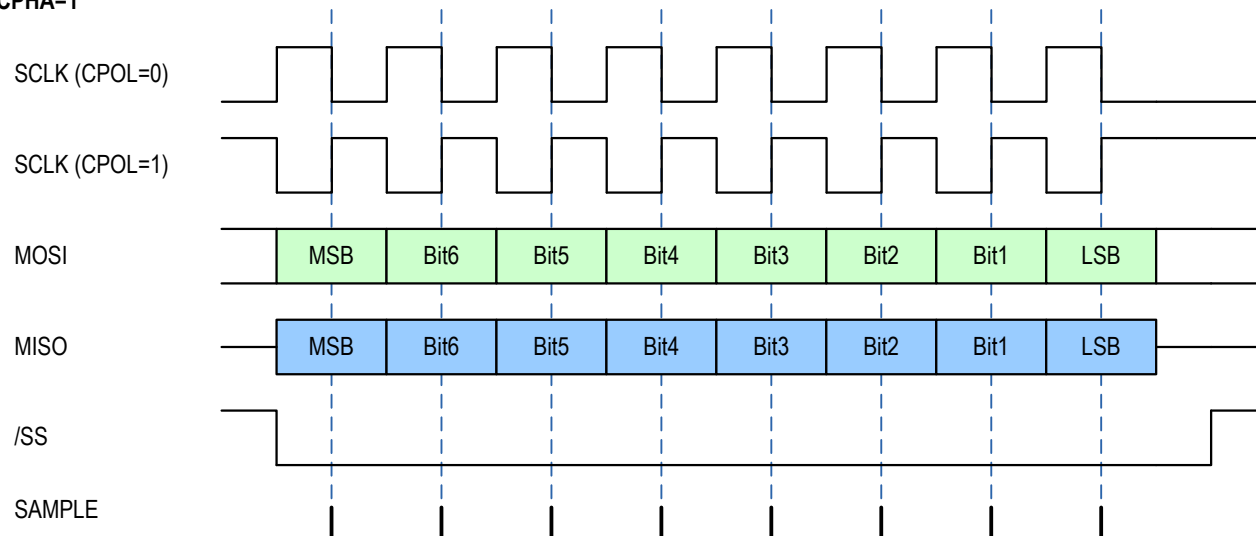 CPHA=1
SCLK (CPOL=0)
SCLK (CPOL=1)
MOSI MSB Bit6 Bit5 Bit4 Bit3 Bit2 Bit1 LSB
MISO MSB Bit6 Bit5 Bit4 Bit3 Bit2 Bit1 LSB
/SS
SAMPLE